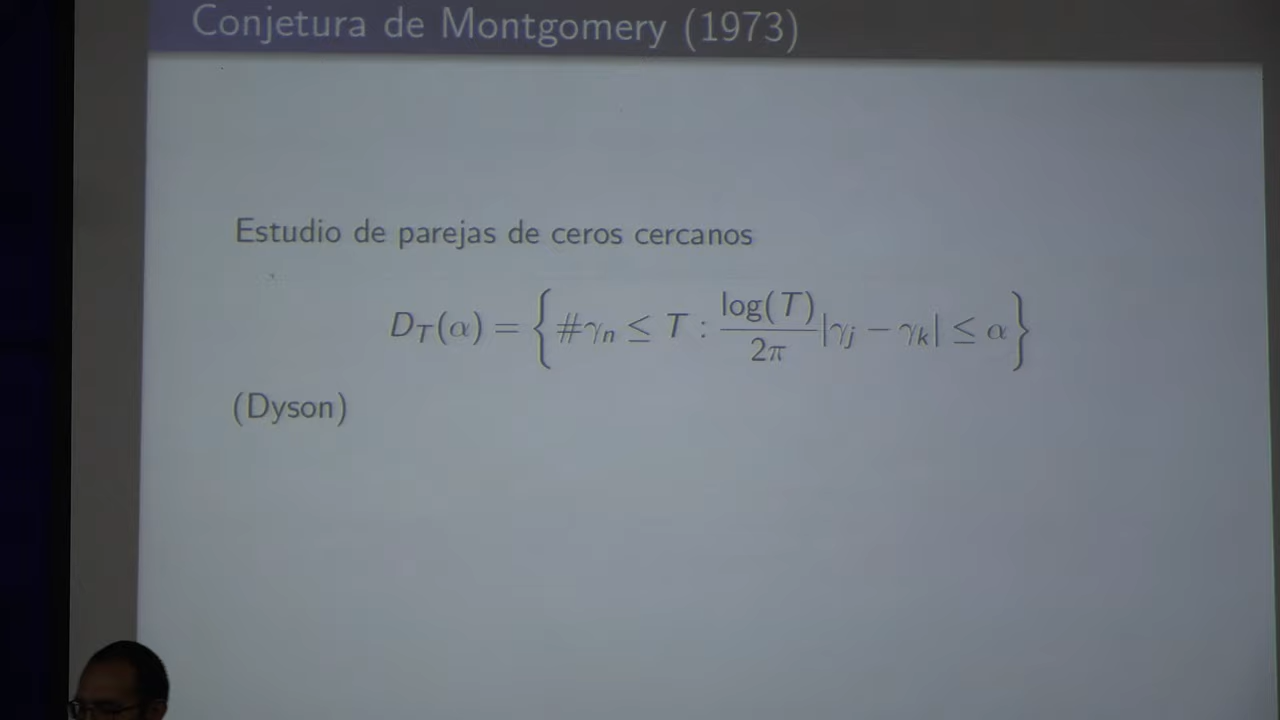 Conjetura de Montgomery (1973)
Estudio de parejas de ceros cercanos
D_T(α) = { #γ_n ≤ T : log(T)/2π |γ_j − γ_k| ≤ α }
(Dyson)